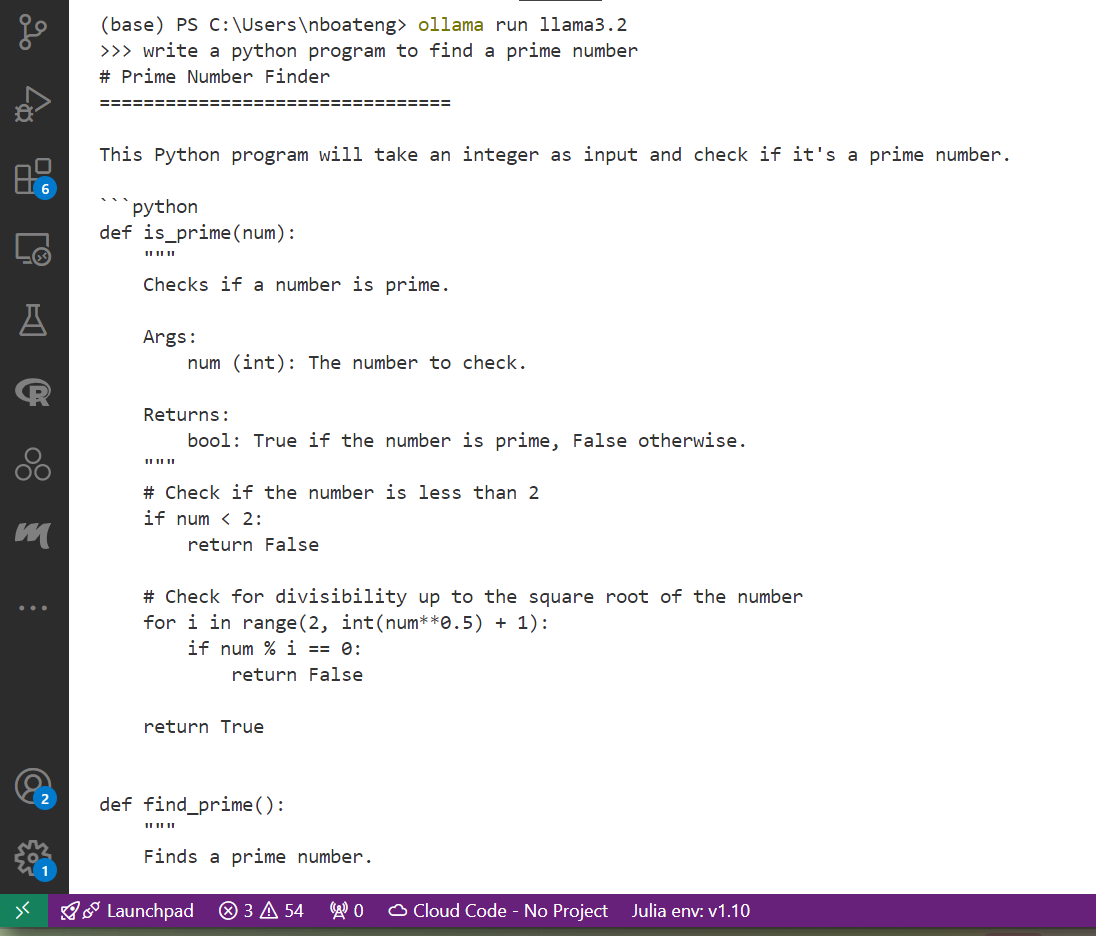 (base) PS C:\Users\nboateng> ollama run llama3.2
>>> write a python program to find a prime number
# Prime Number Finder
================================
This Python program will take an integer as input and check if it's a prime number.
```python
def is_prime(num):
    """
    Checks if a number is prime.
    Args:
        num (int): The number to check.
    Returns:
        bool: True if the number is prime, False otherwise.
    """
    # Check if the number is less than 2
    if num < 2:
        return False
    # Check for divisibility up to the square root of the number
    for i in range(2, int(num**0.5) + 1):
        if num % i == 0:
            return False
    return True
def find_prime():
    """
    Finds a prime number.
6
R
2
1
Launchpad 3 54 0 Cloud Code - No Project Julia env: v1.10